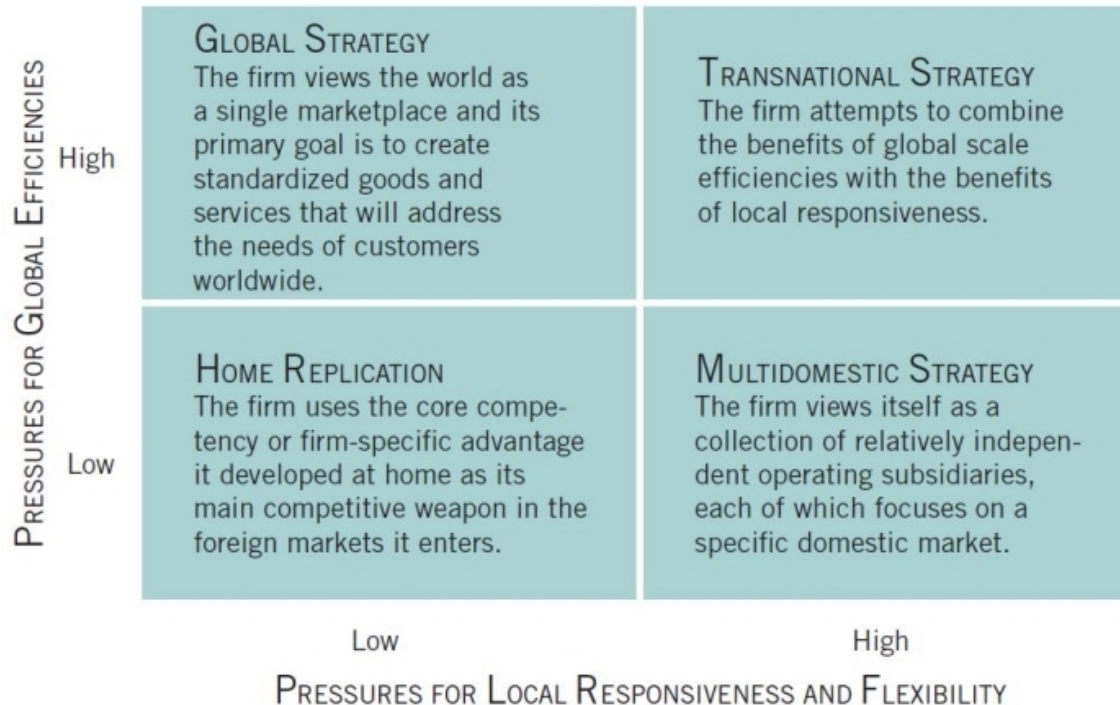 PRESSURES FOR GLOBAL EFFICIENCIES
High
GLOBAL STRATEGY
The firm views the world as
a single marketplace and its
primary goal is to create
standardized goods and
services that will address
the needs of customers
worldwide.
TRANSNATIONAL STRATEGY
The firm attempts to combine
the benefits of global scale
efficiencies with the benefits
of local responsiveness.
Low
HOME REPLICATION
The firm uses the core compe-
tency or firm-specific advantage
it developed at home as its
main competitive weapon in the
foreign markets it enters.
MULTIDOMESTIC STRATEGY
The firm views itself as a
collection of relatively indepen-
dent operating subsidiaries,
each of which focuses on a
specific domestic market.
Low
High
PRESSURES FOR LOCAL RESPONSIVENESS AND FLEXIBILITY